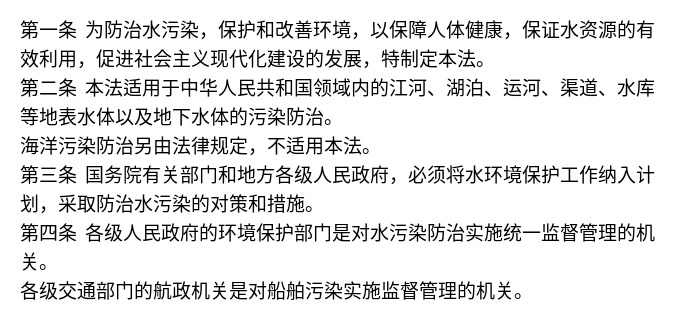 第一条 为防治水污染，保护和改善环境，以保障人体健康，保证水资源的有
效利用，促进社会主义现代化建设的发展，特制定本法。
第二条 本法适用于中华人民共和国领域内的江河、湖泊、运河、渠道、水库
等地表水体以及地下水体的污染防治。
海洋污染防治另由法律规定，不适用本法。
第三条 国务院有关部门和地方各级人民政府，必须将水环境保护工作纳入计
划，采取防治水污染的对策和措施。
第四条 各级人民政府的环境保护部门是对水污染防治实施统一监督管理的机
关。
各级交通部门的航政机关是对船舶污染实施监督管理的机关。